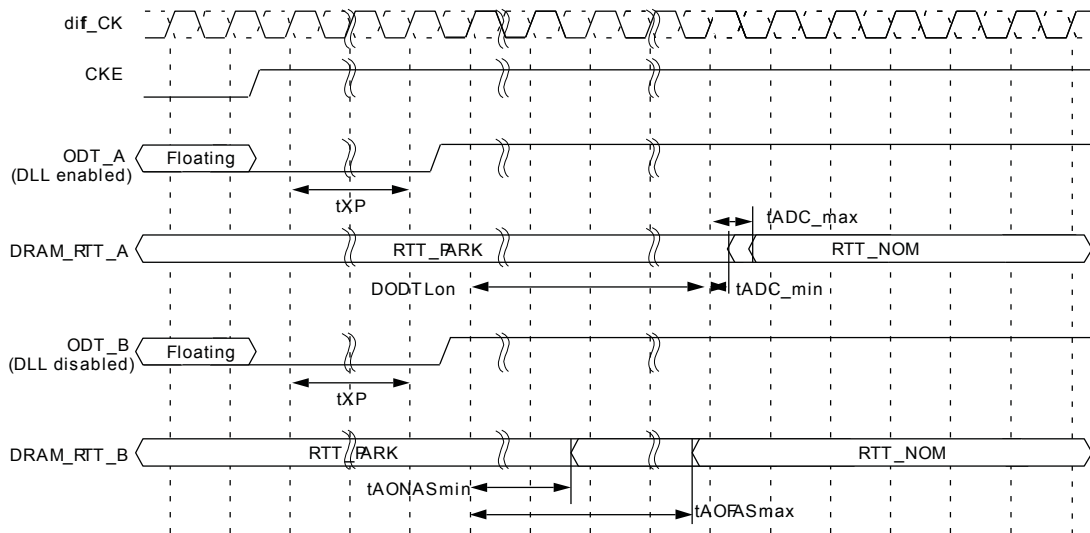 dif_CK
CKE
ODT_A
(DLL enabled)
Floating
tXP
tADC_max
DRAM_RTT_A
RTT_PARK
RTT_NOM
DODTLon
tADC_min
ODT_B
(DLL disabled)
Floating
tXP
DRAM_RTT_B
RTT_PARK
RTT_NOM
tAONASmin
tAOFASmax